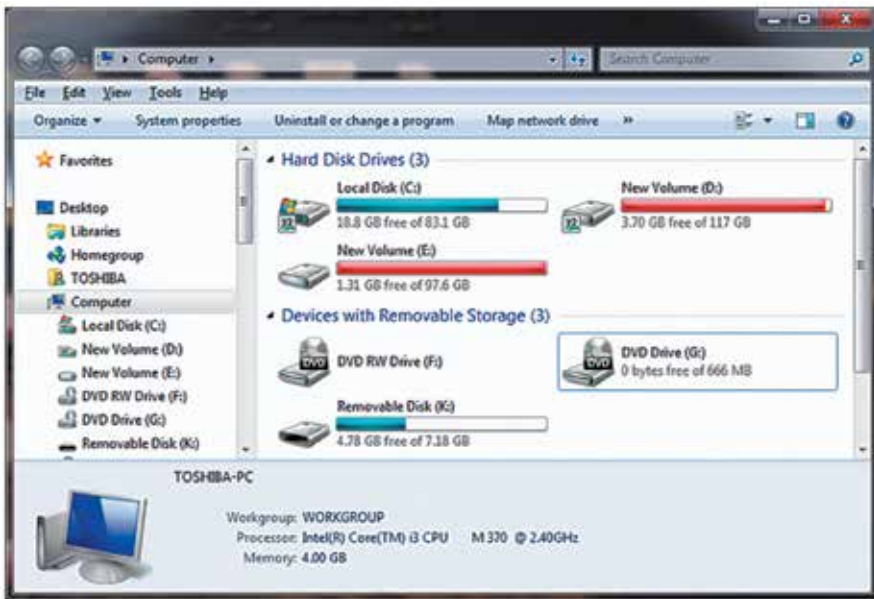 Computer
Search Computer
File Edit View Tools Help
Organize System properties Uninstall or change a program Map network drive »
Favorites
Desktop
Libraries
Homegroup
TOSHIBA
Computer
Local Disk (C:)
New Volume (D:)
New Volume (E:)
DVD RW Drive (F:)
DVD Drive (G:)
Removable Disk (K:)
Hard Disk Drives (3)
Local Disk (C:)
18.8 GB free of 83.1 GB
New Volume (D:)
3.70 GB free of 117 GB
New Volume (E:)
1.31 GB free of 97.6 GB
Devices with Removable Storage (3)
DVD RW Drive (F:)
DVD
DVD Drive (G:)
0 bytes free of 666 MB
DVD
Removable Disk (K:)
4.78 GB free of 7.18 GB
TOSHIBA-PC
Workgroup: WORKGROUP
Processor: Intel(R) Core(TM) i3 CPU M 370 @ 2.40GHz
Memory: 4.00 GB